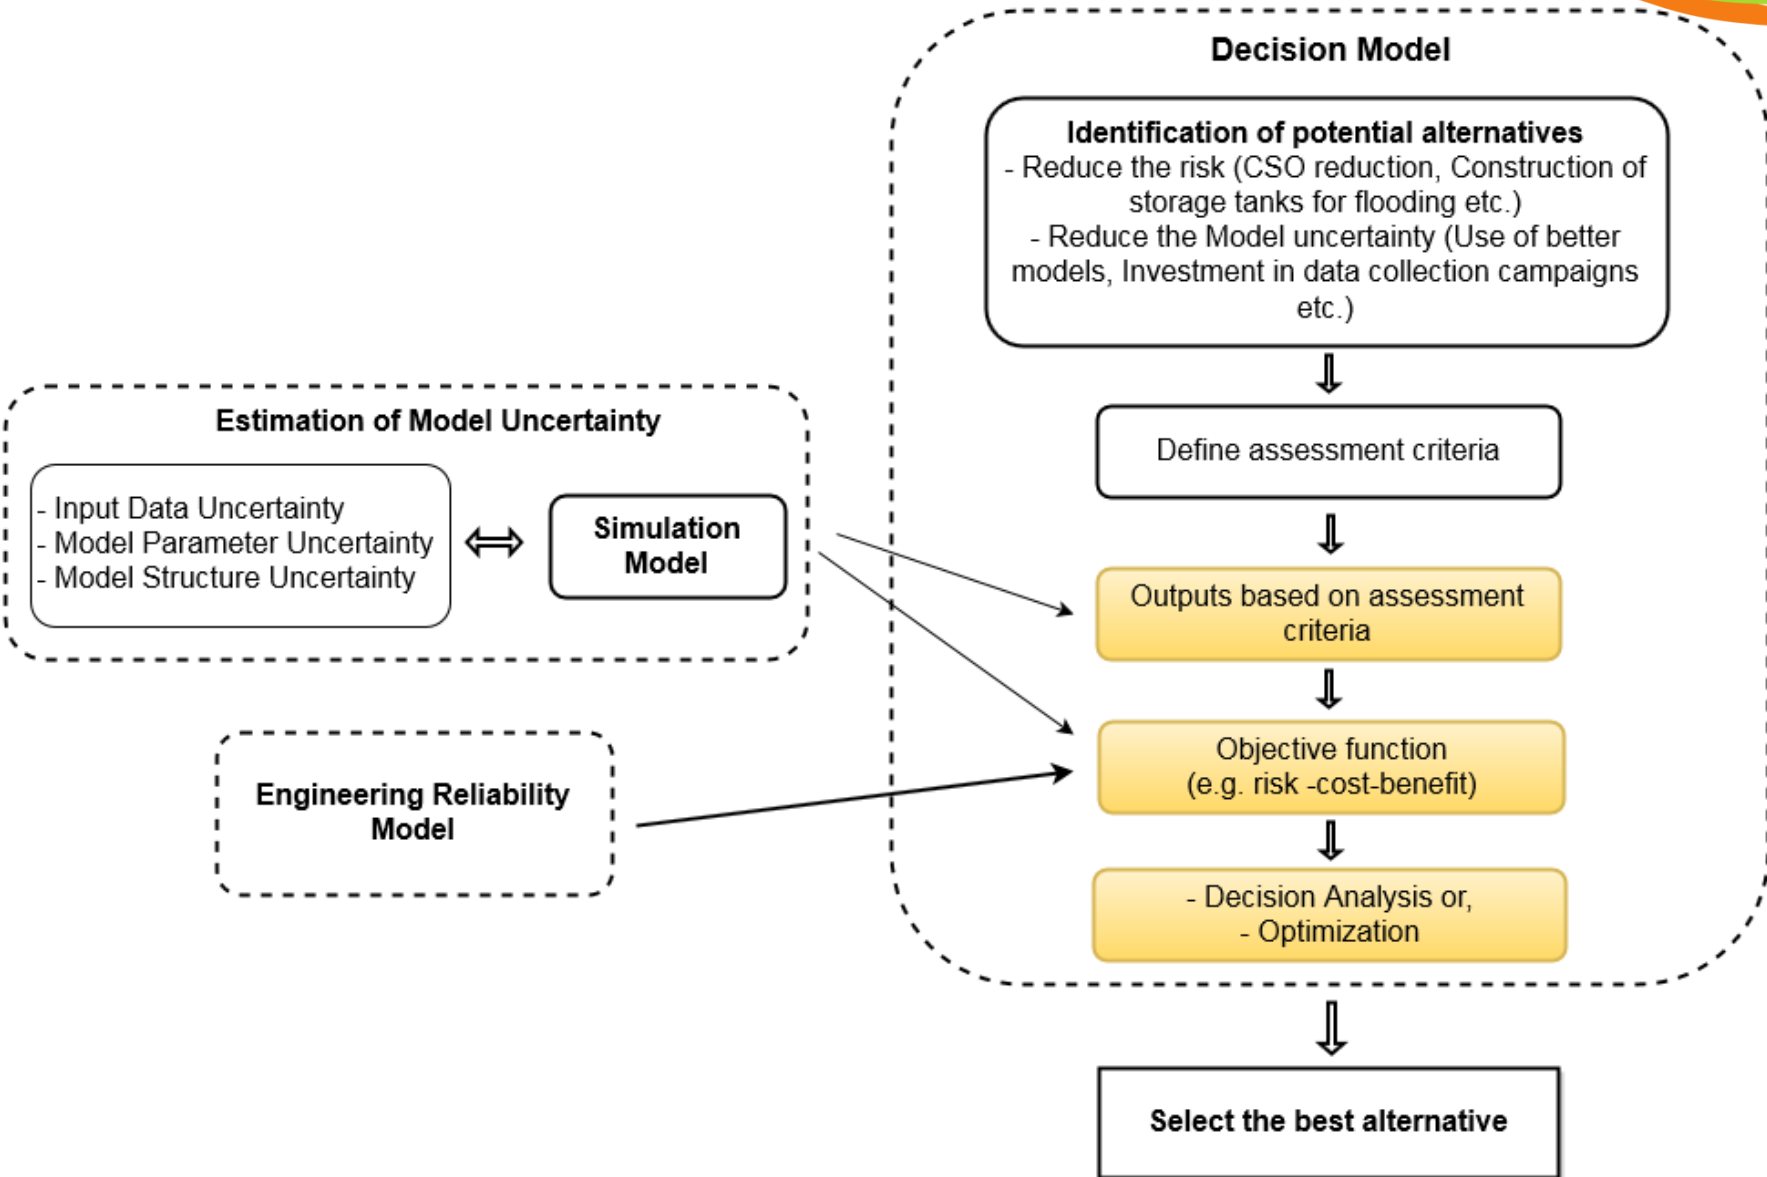 Decision Model
Identification of potential alternatives
- Reduce the risk (CSO reduction, Construction of
storage tanks for flooding etc.)
- Reduce the Model uncertainty (Use of better
models, Investment in data collection campaigns
etc.)
Define assessment criteria
Outputs based on assessment
criteria
Objective function
(e.g. risk -cost-benefit)
- Decision Analysis or,
- Optimization
Select the best alternative
Estimation of Model Uncertainty
- Input Data Uncertainty
- Model Parameter Uncertainty
- Model Structure Uncertainty
Simulation
Model
Engineering Reliability
Model